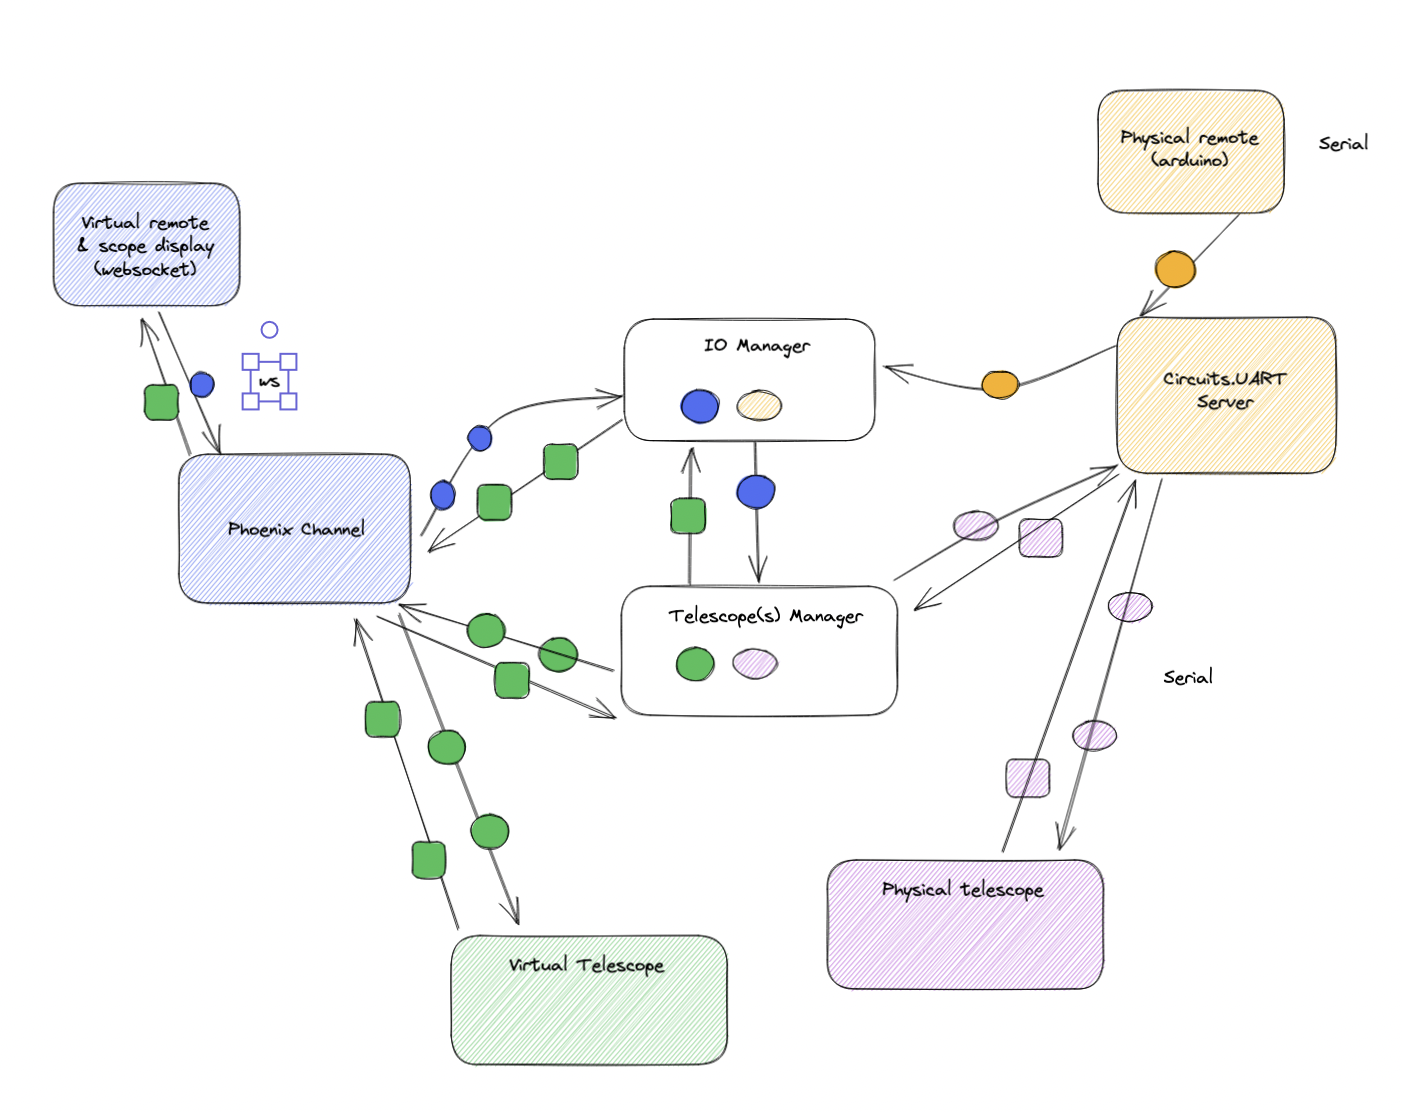 Physical remote
(arduino)
Serial
Virtual remote
& scope display
(websocket)
ws
IO Manager
Circuits.UART
Server
Phoenix Channel
Telescope(s) Manager
Serial
Physical telescope
Virtual Telescope